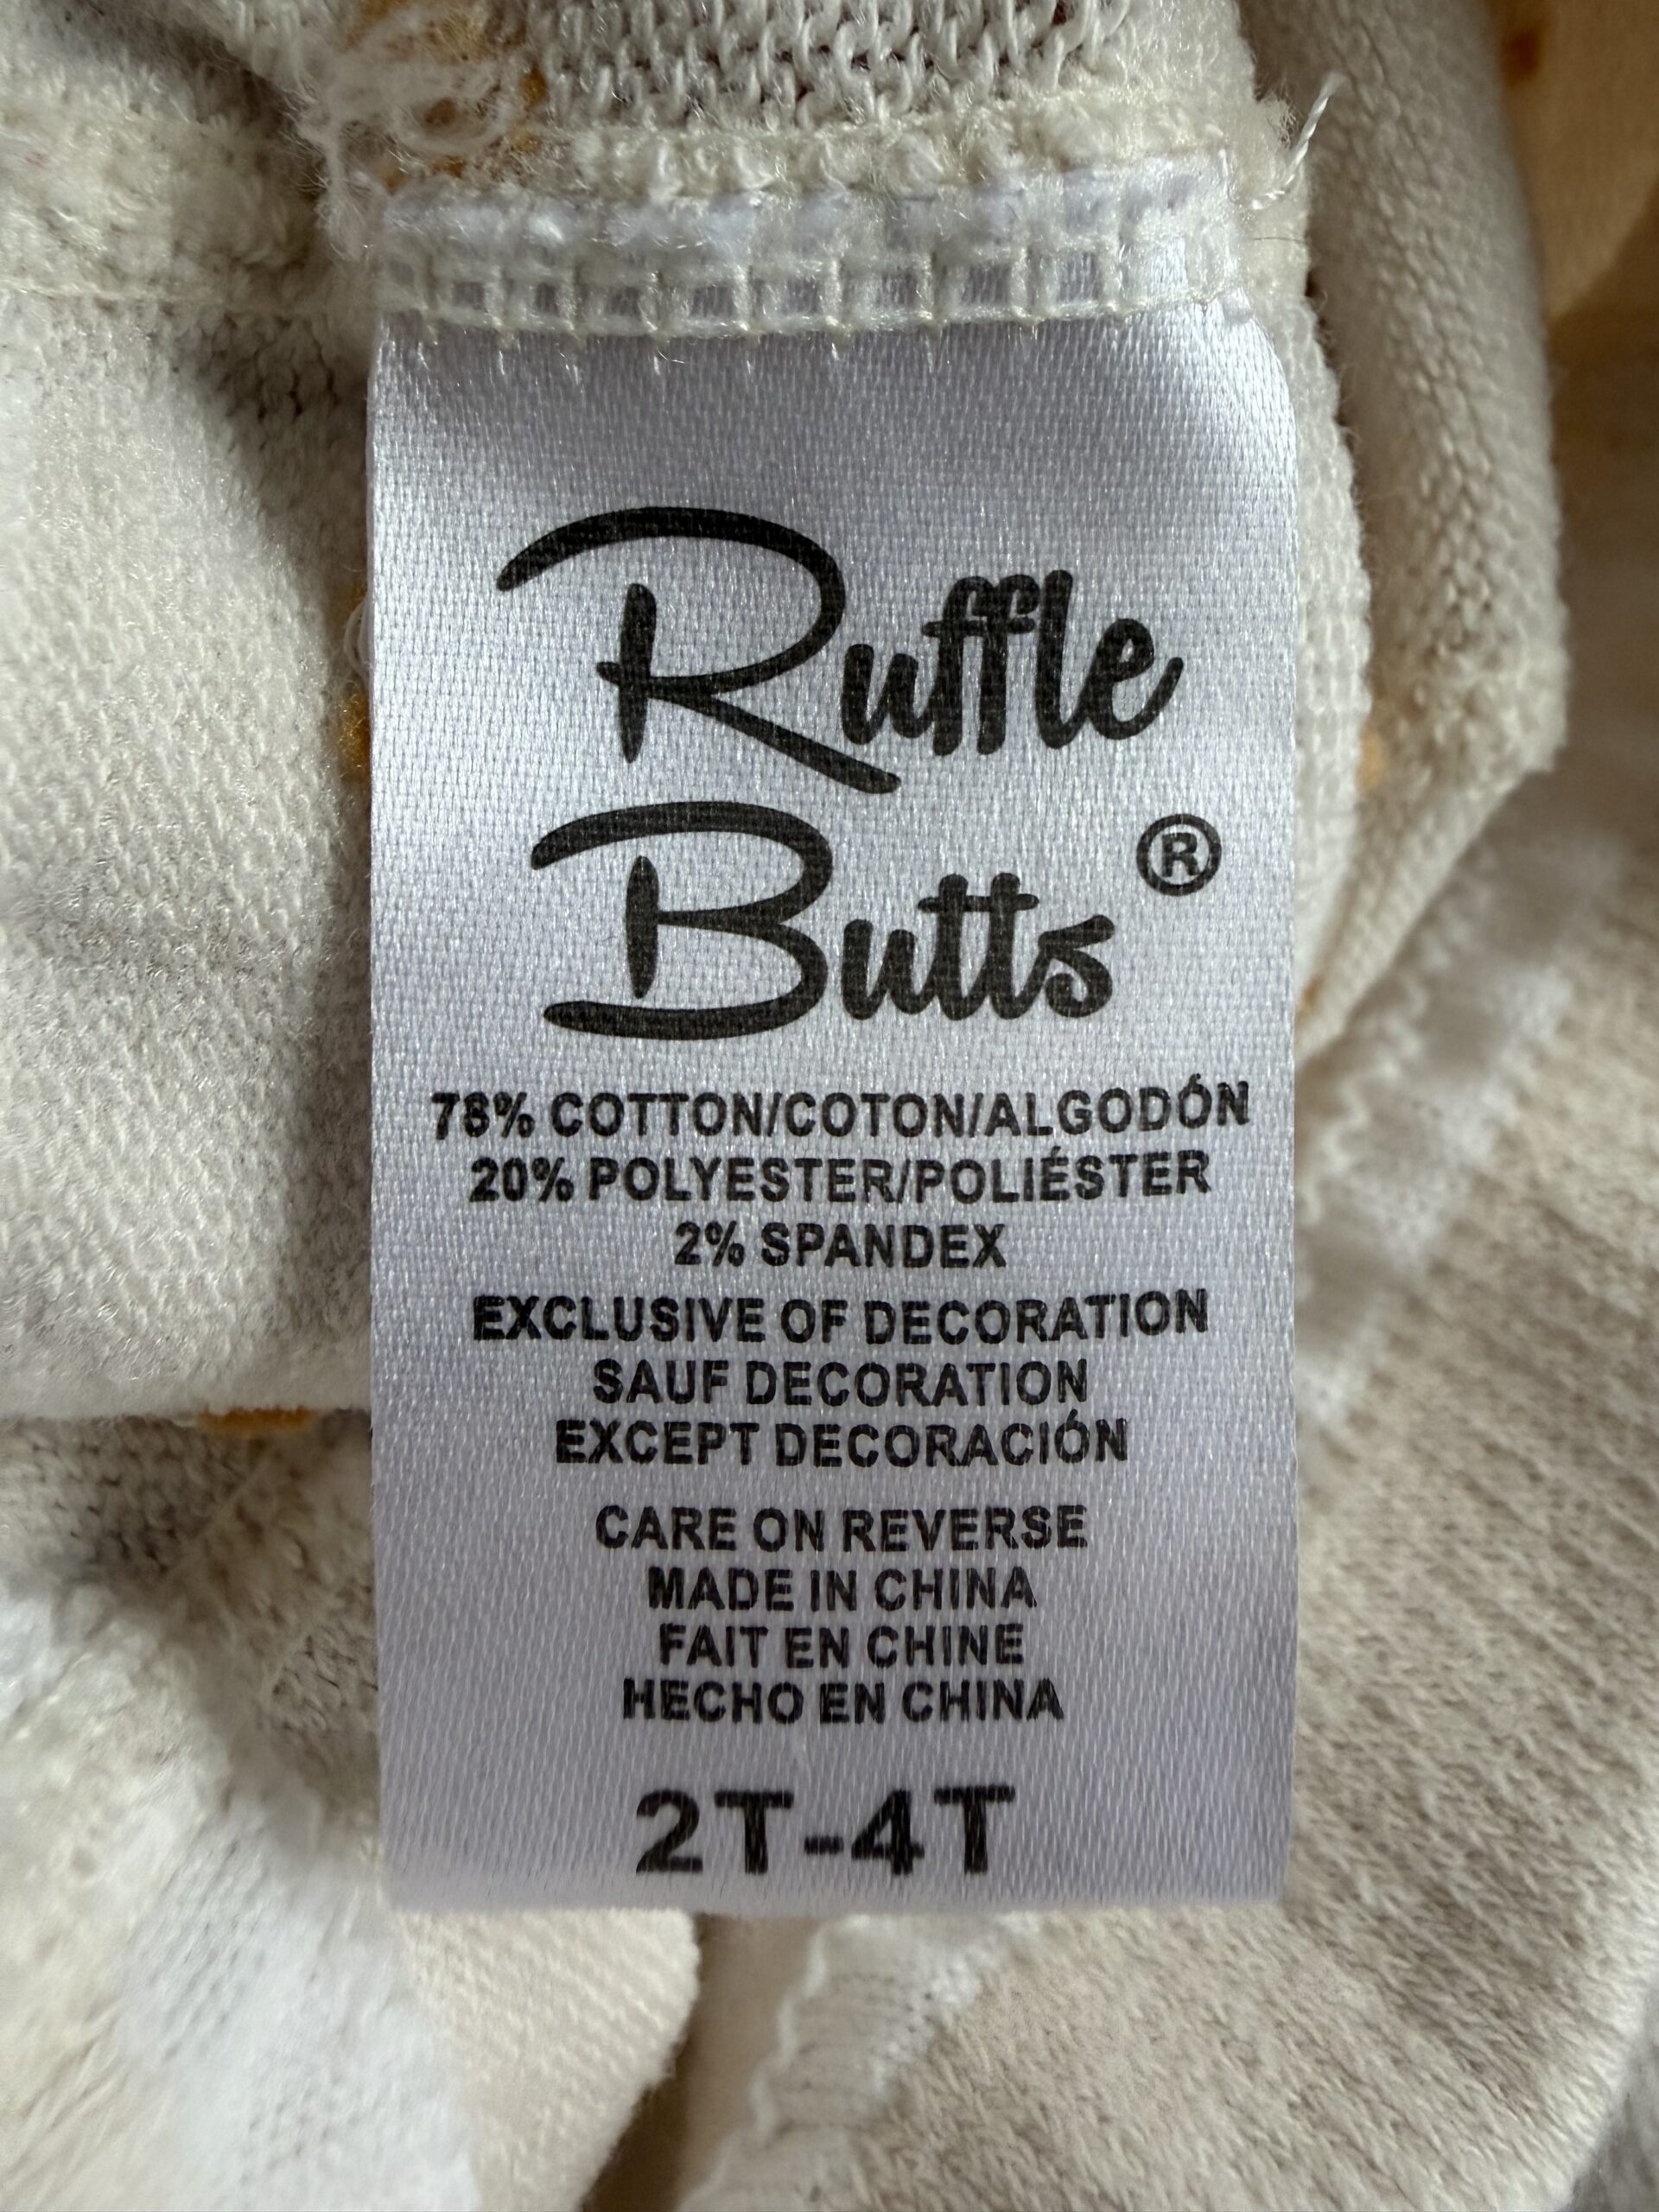 Ruffle
Butts®
78% COTTON/COTON/ALGODÓN
20% POLYESTER/POLIÉSTER
2% SPANDEX
EXCLUSIVE OF DECORATION
SAUF DECORATION
EXCEPT DECORACIÓN
CARE ON REVERSE
MADE IN CHINA
FAIT EN CHINE
HECHO EN CHINA
2T-4T